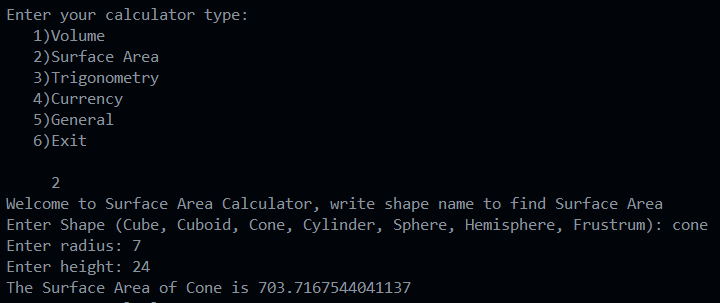 Enter your calculator type:
1)Volume
2)Surface Area
3)Trigonometry
4)Currency
5)General
6)Exit
2
Welcome to Surface Area Calculator, write shape name to find Surface Area
Enter Shape (Cube, Cuboid, Cone, Cylinder, Sphere, Hemisphere, Frustrum): cone
Enter radius: 7
Enter height: 24
The Surface Area of Cone is 703.7167544041137